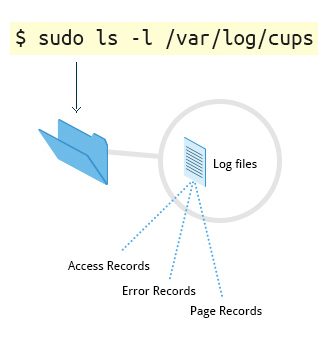 $ sudo ls -l /var/log/cups
Log files
Access Records
Error Records
Page Records